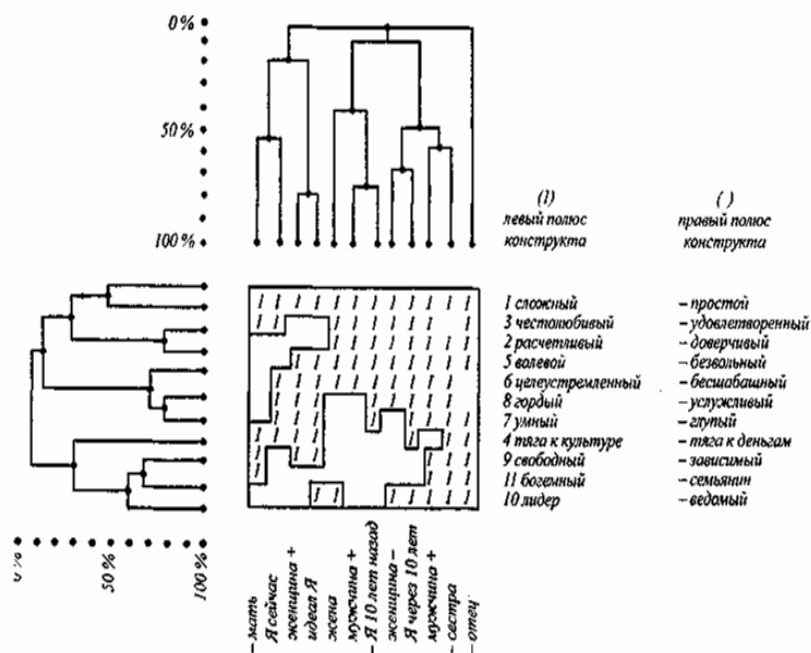 0 %
50 %
100 %
(1)
левый полюс
конструкта
( )
правый полюс
конструкта
1 сложный – простой
3 честолюбивый – удовлетворенный
2 расчетливый – доверчивый
5 волевой – безвольный
6 целеустремленный – бесшабашный
8 гордый – услужливый
7 умный – глупый
4 тяга к культуре – тяга к деньгам
9 свободный – зависимый
11 богемный – семьянин
10 лидер – ведомый
0 %
50 %
100 %
мать
Я сейчас
женщина +
идеал Я
жена
мужчина +
Я 10 лет назад
женщина –
Я через 10 лет
мужчина +
сестра
отец